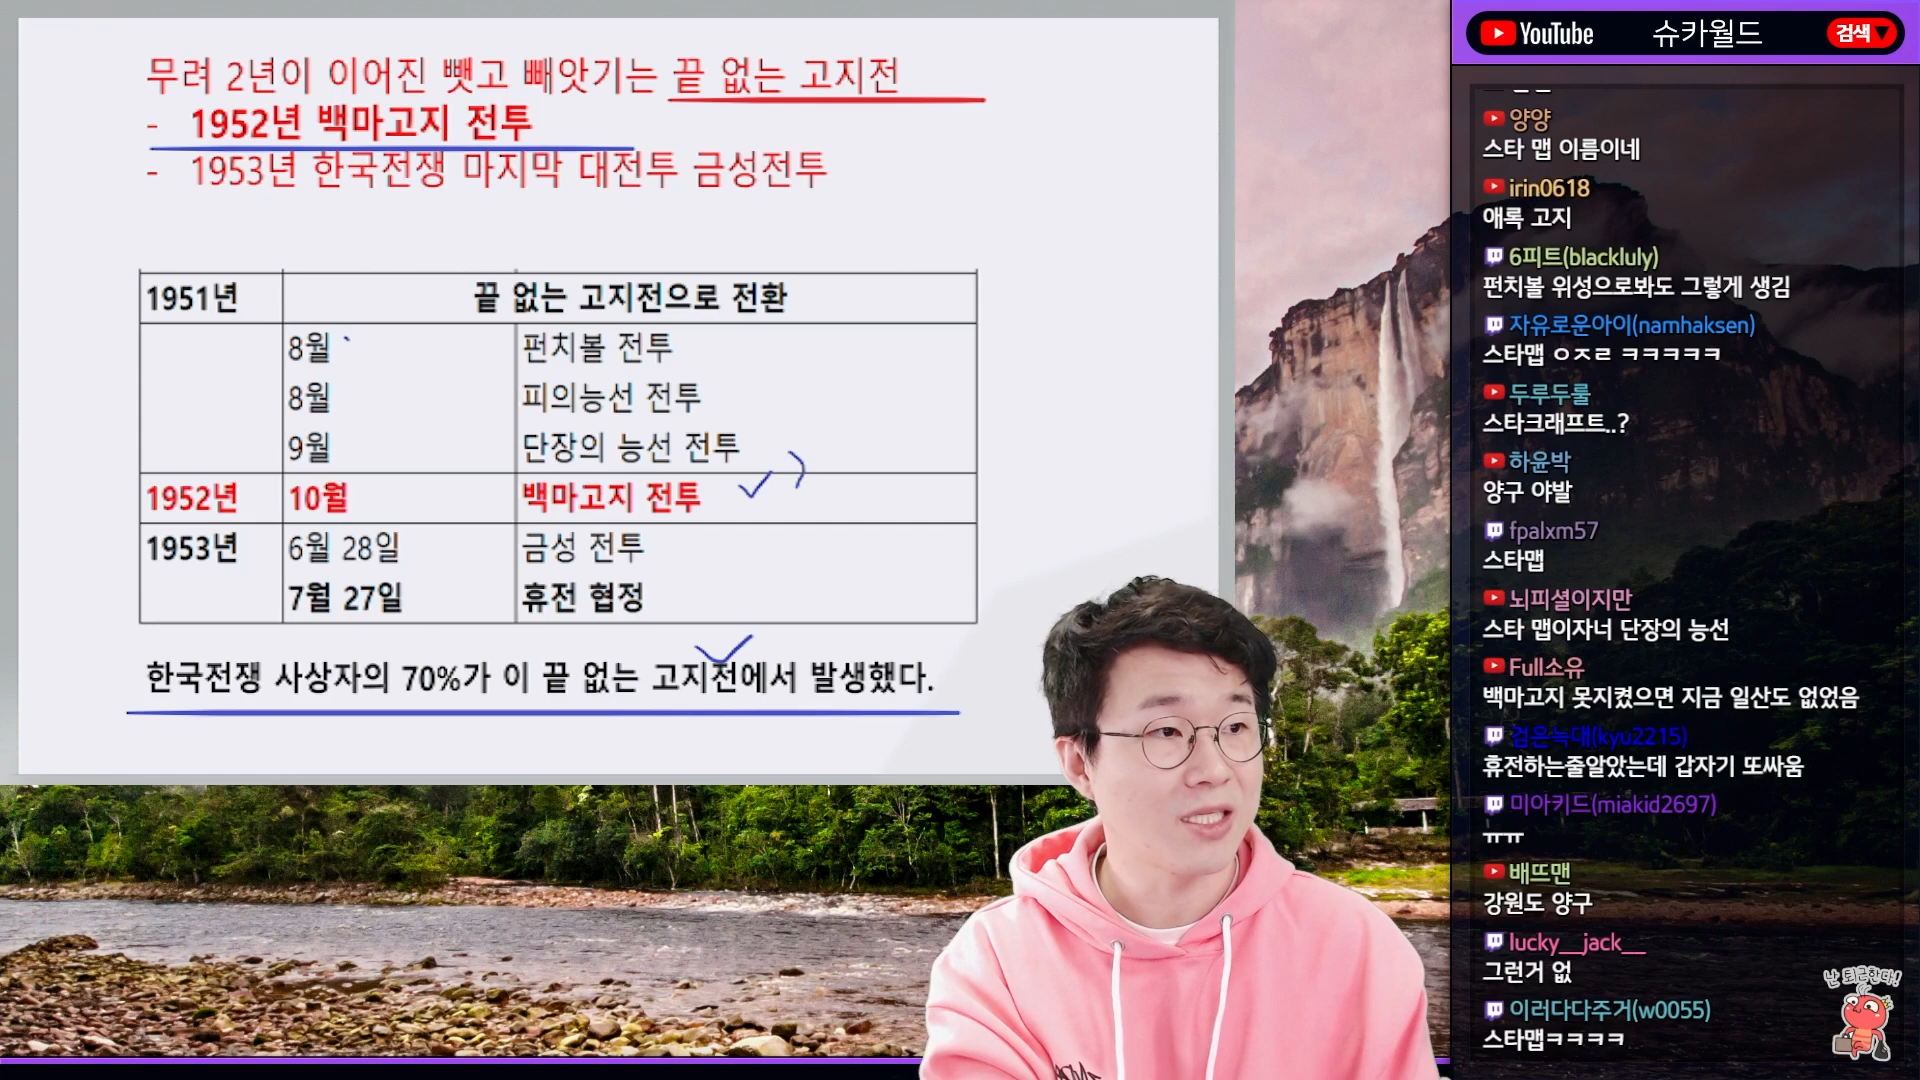 무려 2년이 이어진 뺏고 빼앗기는 끝 없는 고지전
- 1952년 백마고지 전투
- 1953년 한국전쟁 마지막 대전투 금성전투
1951년 끝 없는 고지전으로 전환
8월 펀치볼 전투
8월 피의능선 전투
9월 단장의 능선 전투
1952년 10월 백마고지 전투
1953년 6월 28일 금성 전투
7월 27일 휴전 협정
한국전쟁 사상자의 70%가 이 끝 없는 고지전에서 발생했다.
YouTube 슈카월드 검색
양양
스타 맵 이름이네
irin0618
애록 고지
6피트(blackluly)
펀치볼 위성으로봐도 그렇게 생김
자유로운아이(namhaksen)
스타맵 ㅇㅈㄹ ㅋㅋㅋㅋㅋ
두루두룰
스타크래프트..?
하윤박
양구 야발
fpalxm57
스타맵
뇌피셜이지만
스타 맵이자너 단장의 능선
Full소유
백마고지 못지켰으면 지금 일산도 없었음
검은늑대(kyu2215)
휴전하는줄알았는데 갑자기 또싸움
미아키드(miakid2697)
ㅠㅠ
배뜨맨
강원도 양구
lucky__jack__
그런거 없
이러다다주거(w0055)
스타맵ㅋㅋㅋㅋ
난 퇴근한다!